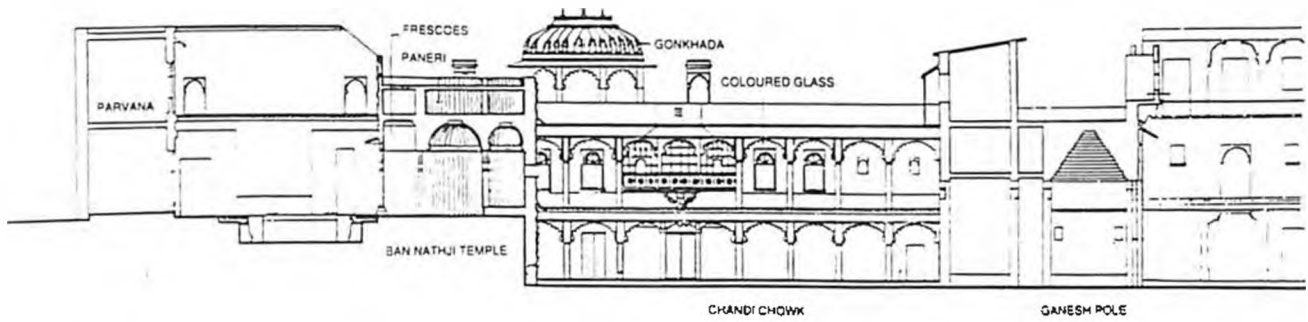 FRESCOES
PANERI
GONKHADA
COLOURED GLASS
PARVANA
BAN NATHJI TEMPLE
CHANDI CHOWK
GANESH POLE